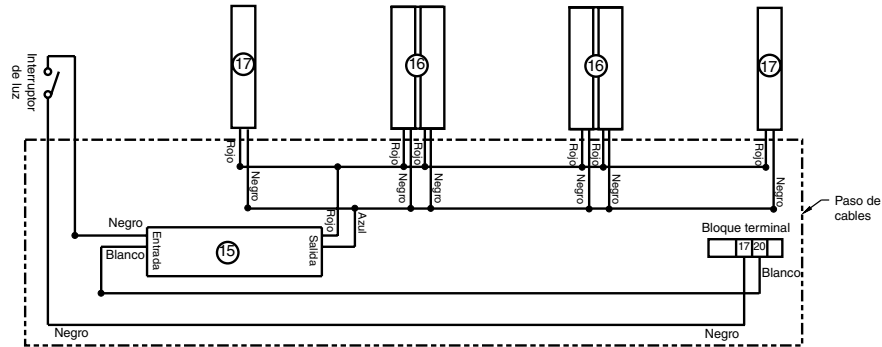 Interruptor
de luz
17
16
16
17
Rojo
Negro
Rojo
Negro
Rojo
Negro
Rojo
Negro
Rojo
Negro
Rojo
Negro
Rojo
Azul
Negro
Blanco
Entrada
15
Salida
Bloque terminal
17 20
Blanco
Paso de
cables
Negro
Negro